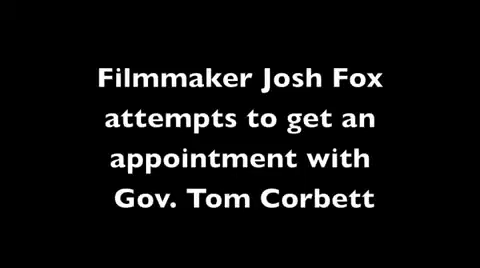 Filmmaker Josh Fox
attempts to get an
appointment with
Gov. Tom Corbett